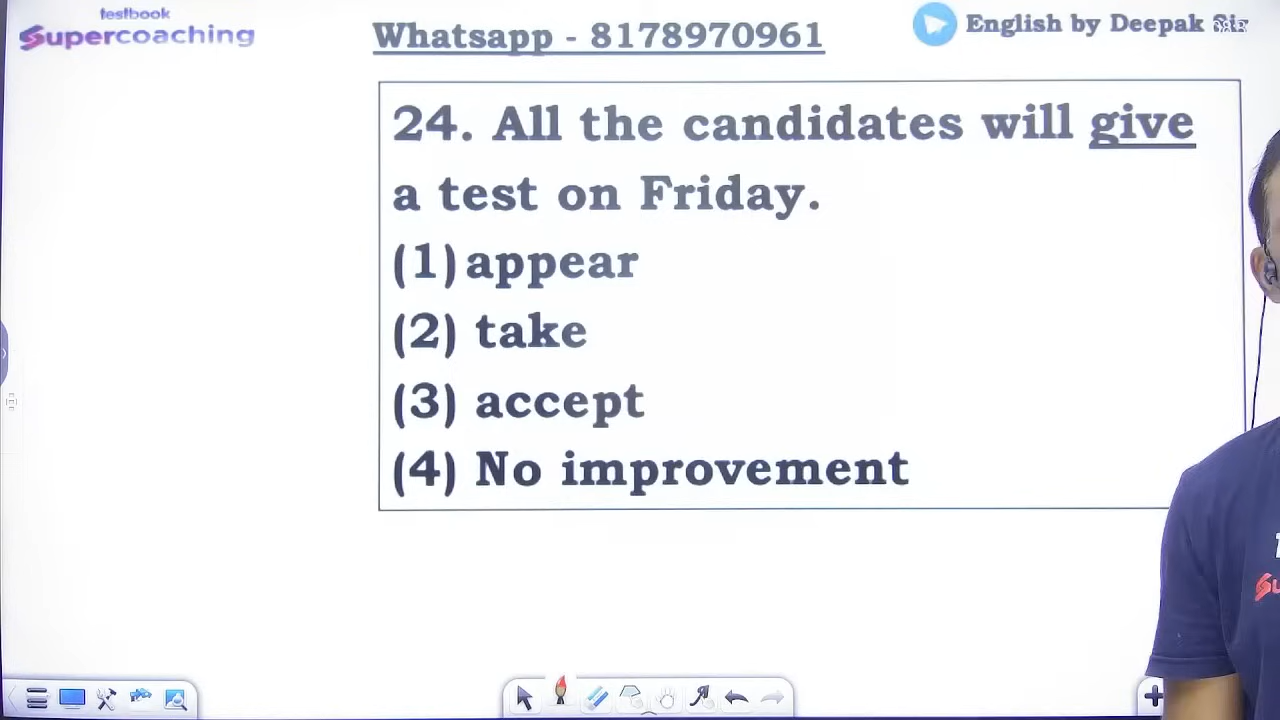 testbook
Supercoaching
Whatsapp - 8178970961
English by Deepak Sir
24. All the candidates will give
a test on Friday.
(1) appear
(2) take
(3) accept
(4) No improvement